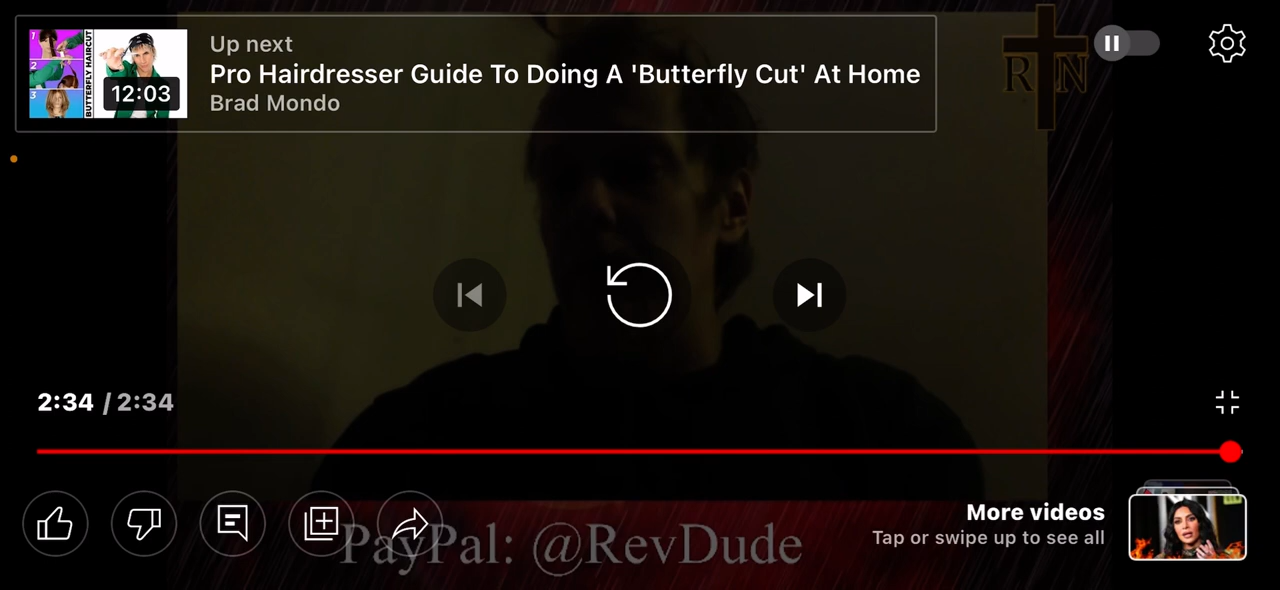 Up next
Pro Hairdresser Guide To Doing A 'Butterfly Cut' At Home
Brad Mondo
1
2
3
BUTTERFLY HAIRCUT
12:03
R N
2:34 / 2:34
More videos
Tap or swipe up to see all
PayPal: @RevDude